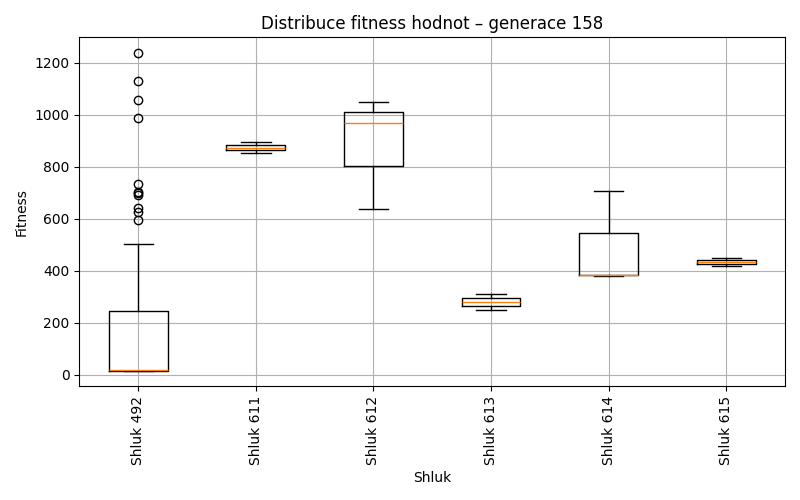 Distribuce fitness hodnot – generace 158
Fitness
1200
1000
800
600
400
200
0
Shluk 492
Shluk 611
Shluk 612
Shluk 613
Shluk 614
Shluk 615
Shluk